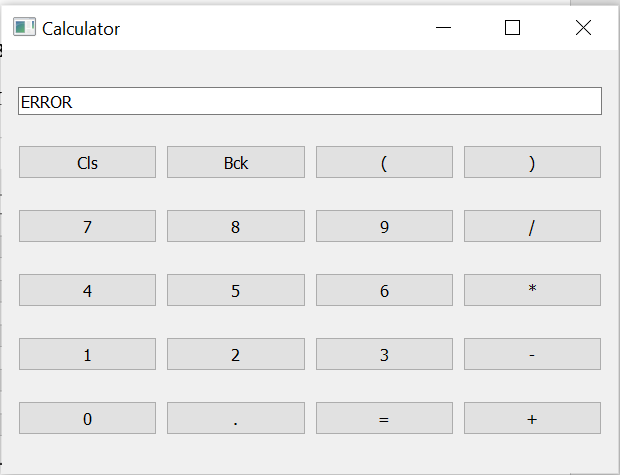 Calculator
ERROR
Cls Bck ( )
7 8 9 /
4 5 6 *
1 2 3 -
0 . = +